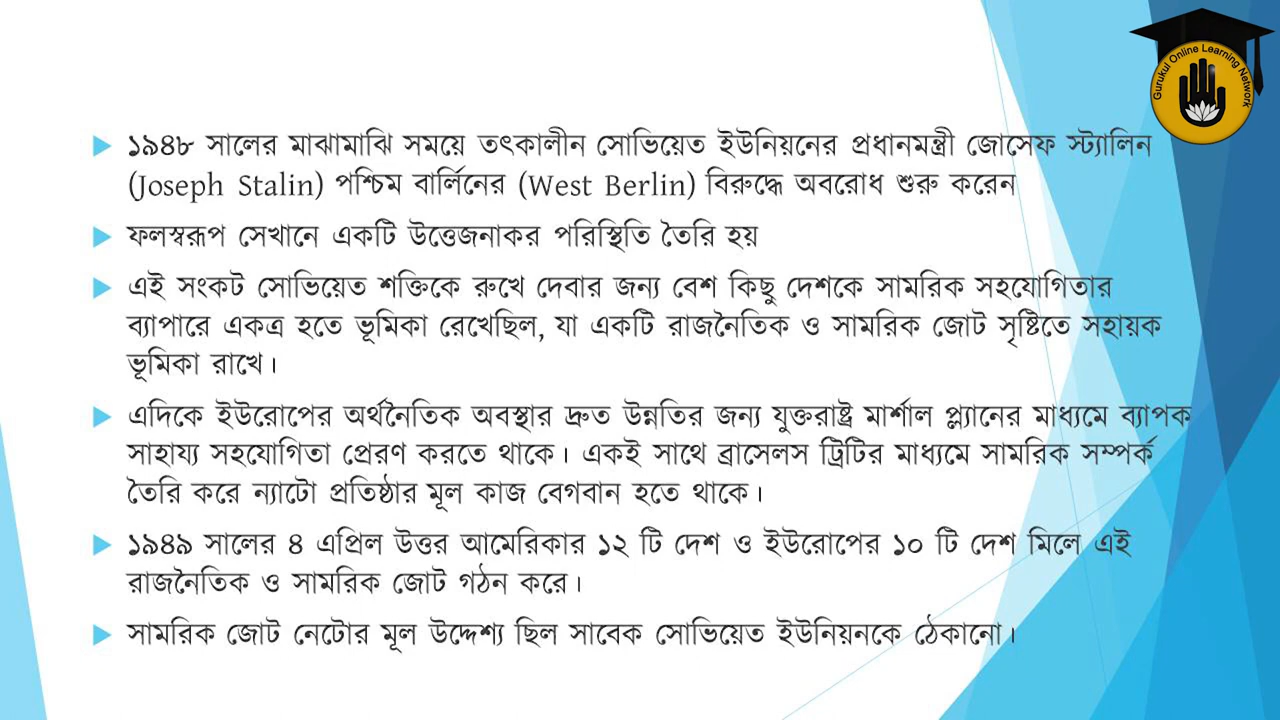 Gurukul Online Learning Network
১৯৪৮ সালের মাঝামাঝি সময়ে তৎকালীন সোভিয়েত ইউনিয়নের প্রধানমন্ত্রী জোসেফ স্ট্যালিন
(Joseph Stalin) পশ্চিম বার্লিনের (West Berlin) বিরুদ্ধে অবরোধ শুরু করেন
ফলস্বরূপ সেখানে একটি উত্তেজনাকর পরিস্থিতি তৈরি হয়
এই সংকট সোভিয়েত শক্তিকে রুখে দেবার জন্য বেশ কিছু দেশকে সামরিক সহযোগিতার
ব্যাপারে একত্র হতে ভূমিকা রেখেছিল, যা একটি রাজনৈতিক ও সামরিক জোট সৃষ্টিতে সহায়ক
ভূমিকা রাখে।
এদিকে ইউরোপের অর্থনৈতিক অবস্থার দ্রুত উন্নতির জন্য যুক্তরাষ্ট্র মার্শাল প্ল্যানের মাধ্যমে ব্যাপক
সাহায্য সহযোগিতা প্রেরণ করতে থাকে। একই সাথে ব্রাসেলস ট্রিটির মাধ্যমে সামরিক সম্পর্ক
তৈরি করে ন্যাটো প্রতিষ্ঠার মূল কাজ বেগবান হতে থাকে।
১৯৪৯ সালের ৪ এপ্রিল উত্তর আমেরিকার ১২ টি দেশ ও ইউরোপের ১০ টি দেশ মিলে এই
রাজনৈতিক ও সামরিক জোট গঠন করে।
সামরিক জোট নেটোর মূল উদ্দেশ্য ছিল সাবেক সোভিয়েত ইউনিয়নকে ঠেকানো।